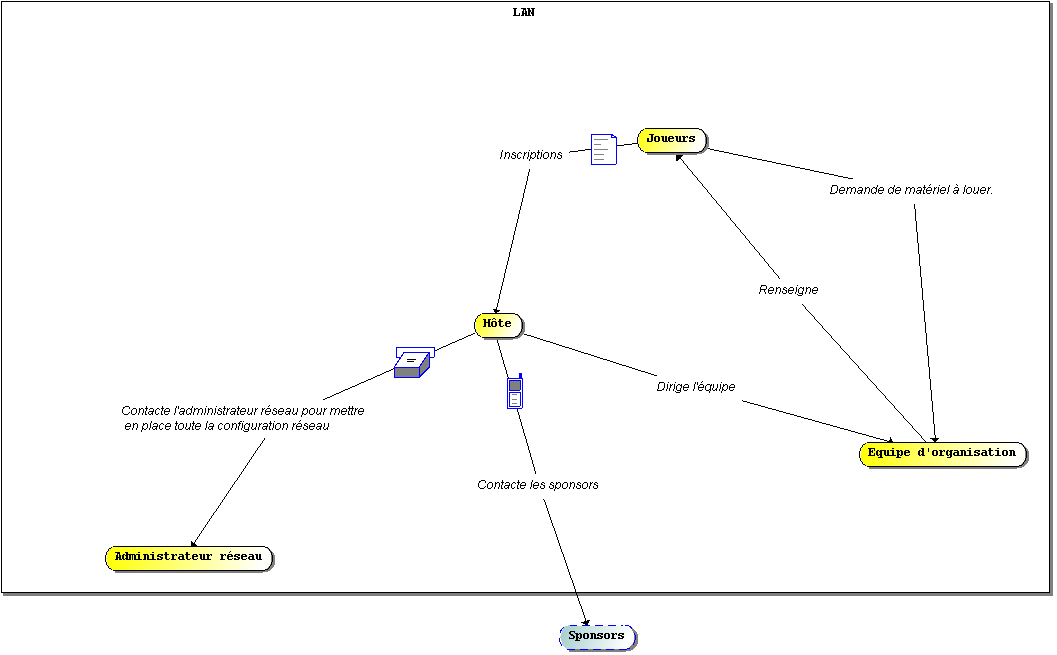 LAN
Joueurs
Inscriptions
Demande de matériel à louer.
Renseigne
Hôte
Dirige l'équipe
Contacte l'administrateur réseau pour mettre
en place toute la configuration réseau
Equipe d'organisation
Contacte les sponsors
Administrateur réseau
Sponsors